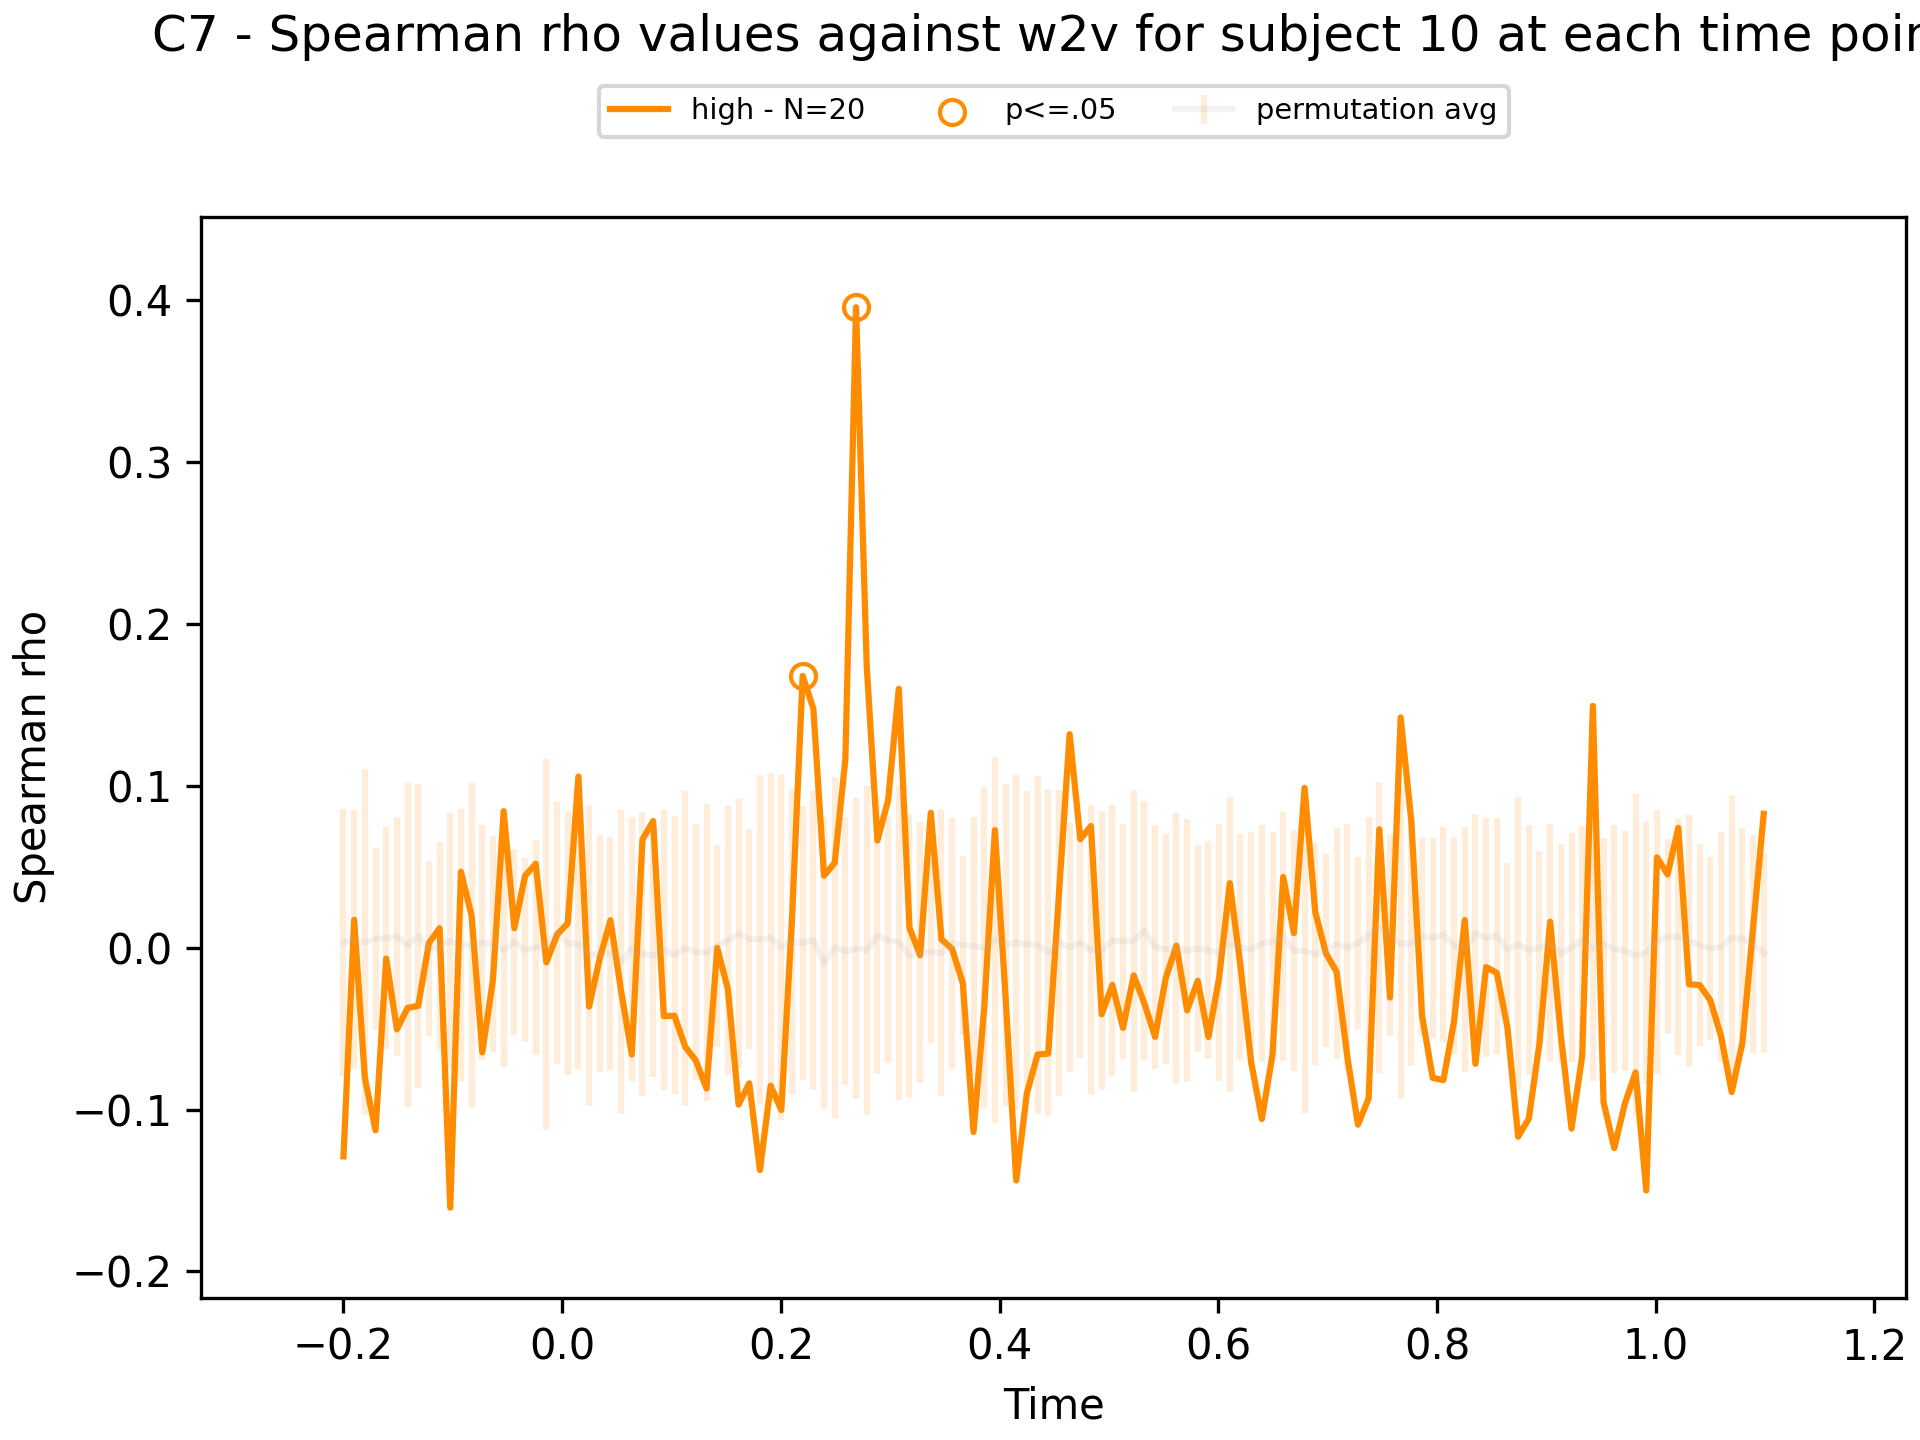 C7 - Spearman rho values against w2v for subject 10 at each time poin
high - N=20 p<=.05 permutation avg
0.4
0.3
0.2
0.1
0.0
−0.1
−0.2
Spearman rho
−0.2 0.0 0.2 0.4 0.6 0.8 1.0 1.2
Time